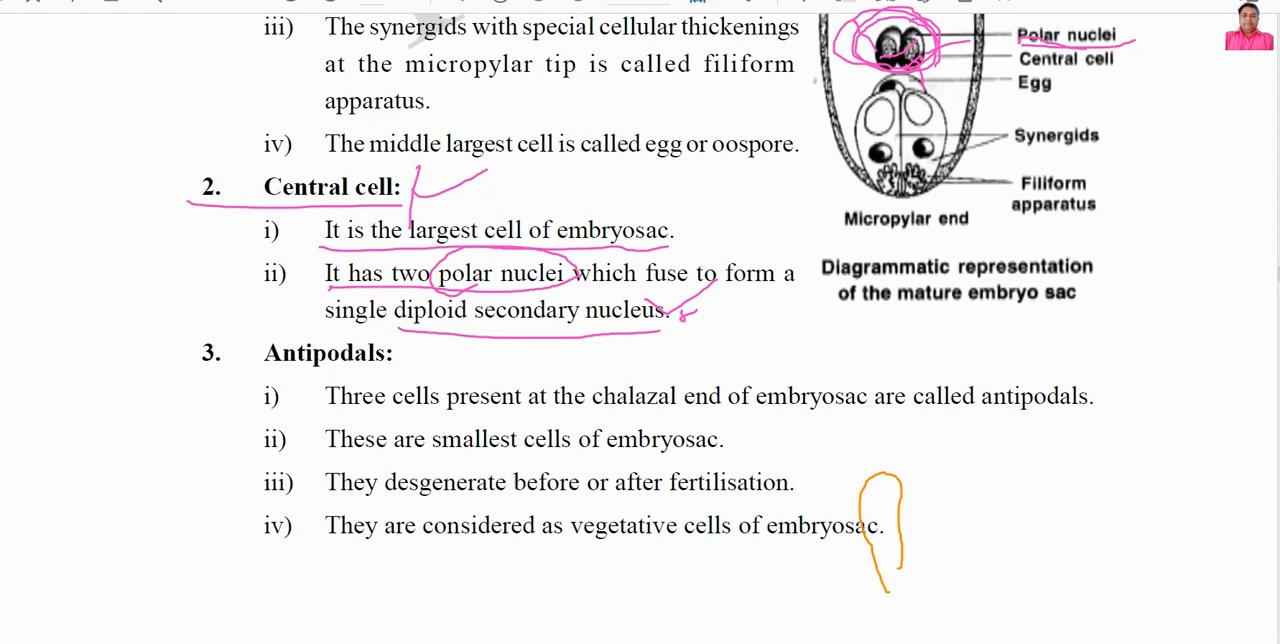 iii) The synergids with special cellular thickenings
at the micropylar tip is called filiform
apparatus.
iv) The middle largest cell is called egg or oospore.
2. Central cell:
i) It is the largest cell of embryosac.
ii) It has two polar nuclei which fuse to form a
single diploid secondary nucleus.
3. Antipodals:
i) Three cells present at the chalazal end of embryosac are called antipodals.
ii) These are smallest cells of embryosac.
iii) They desgenerate before or after fertilisation.
iv) They are considered as vegetative cells of embryosac.
Polar nuclei
Central cell
Egg
Synergids
Filiform
apparatus
Micropylar end
Diagrammatic representation
of the mature embryo sac